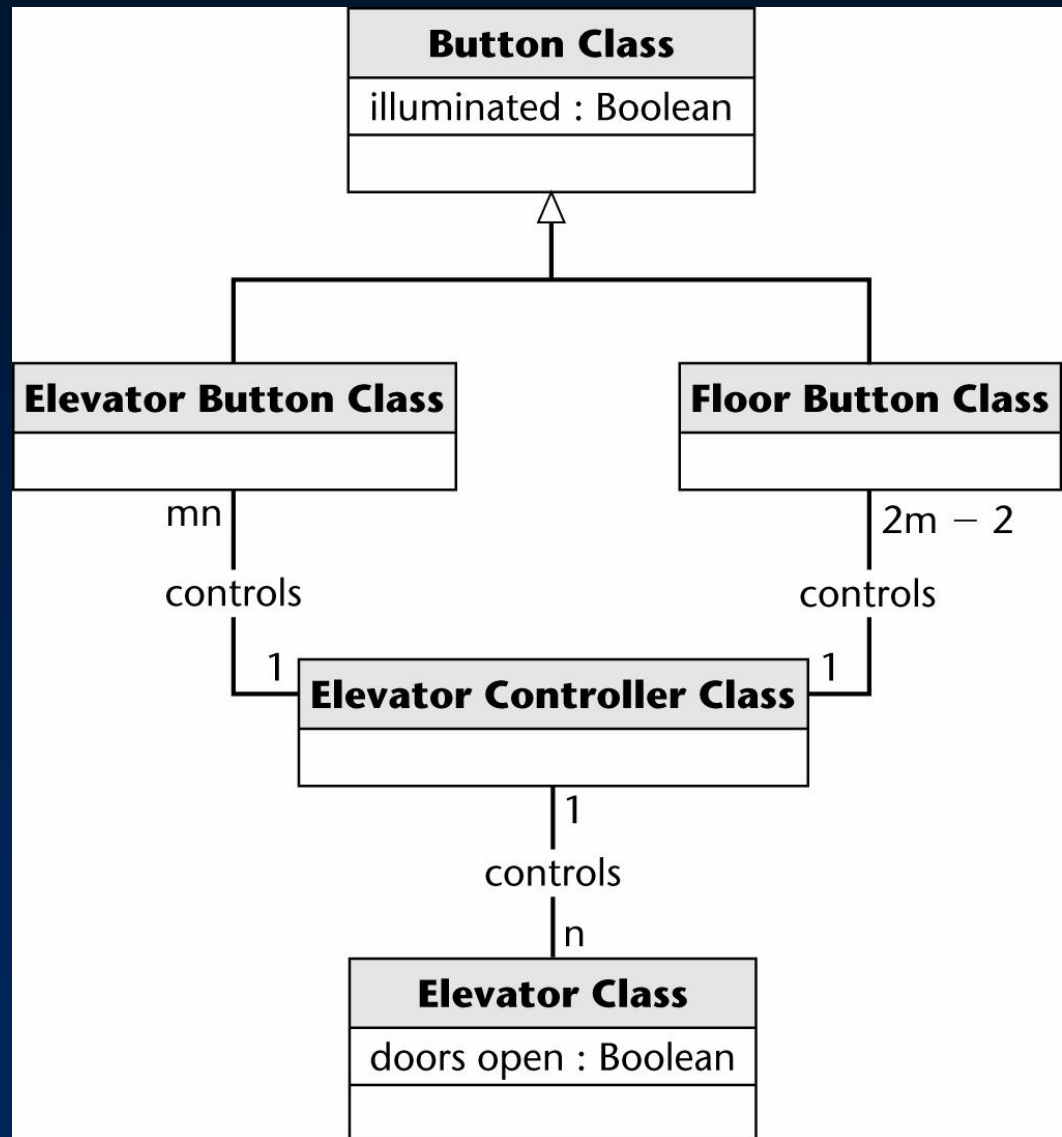 Button Class
illuminated : Boolean
Elevator Button Class
Floor Button Class
mn
2m − 2
controls
controls
1
1
Elevator Controller Class
1
controls
n
Elevator Class
doors open : Boolean